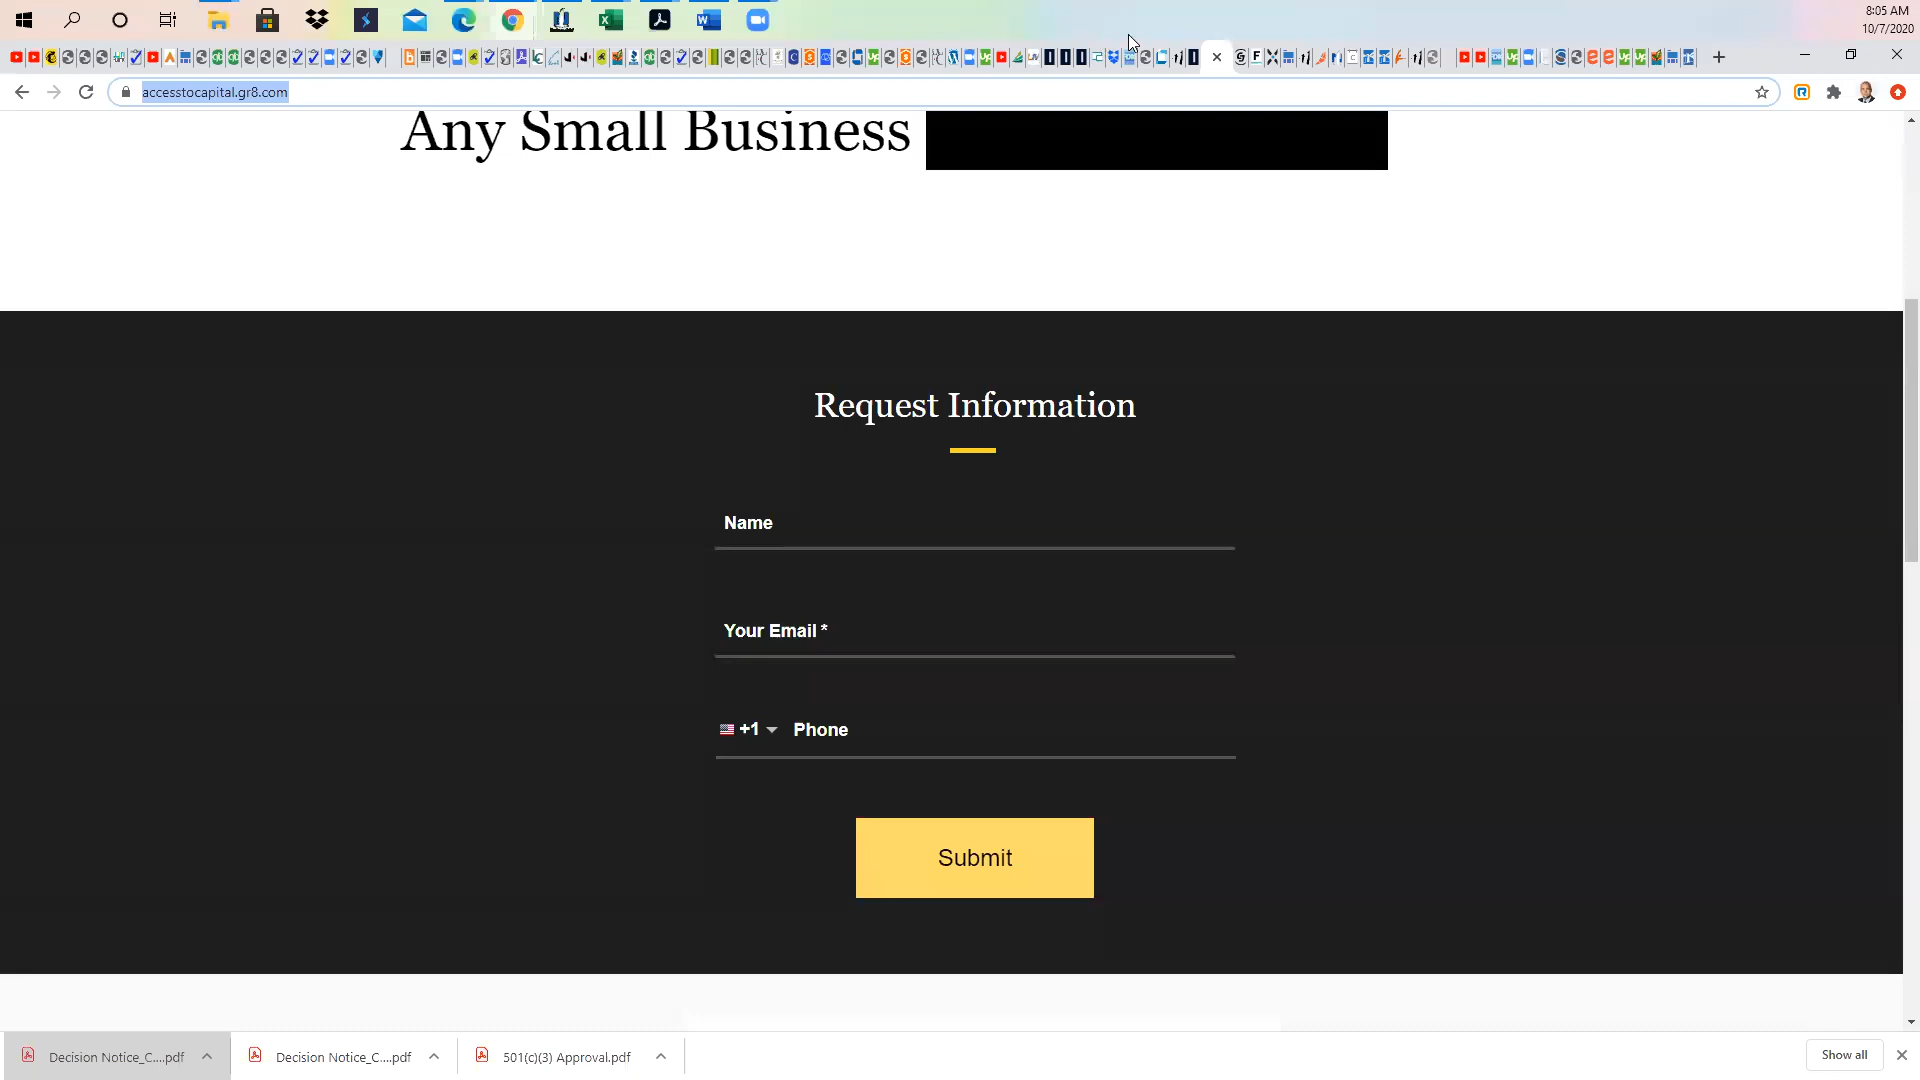 8:05 AM
10/7/2020
accesstocapital.gr8.com
Any Small Business
Request Information
Name
Your Email *
+1 Phone
Submit
Decision Notice_C....pdf
Decision Notice_C....pdf
501(c)(3) Approval.pdf
Show all